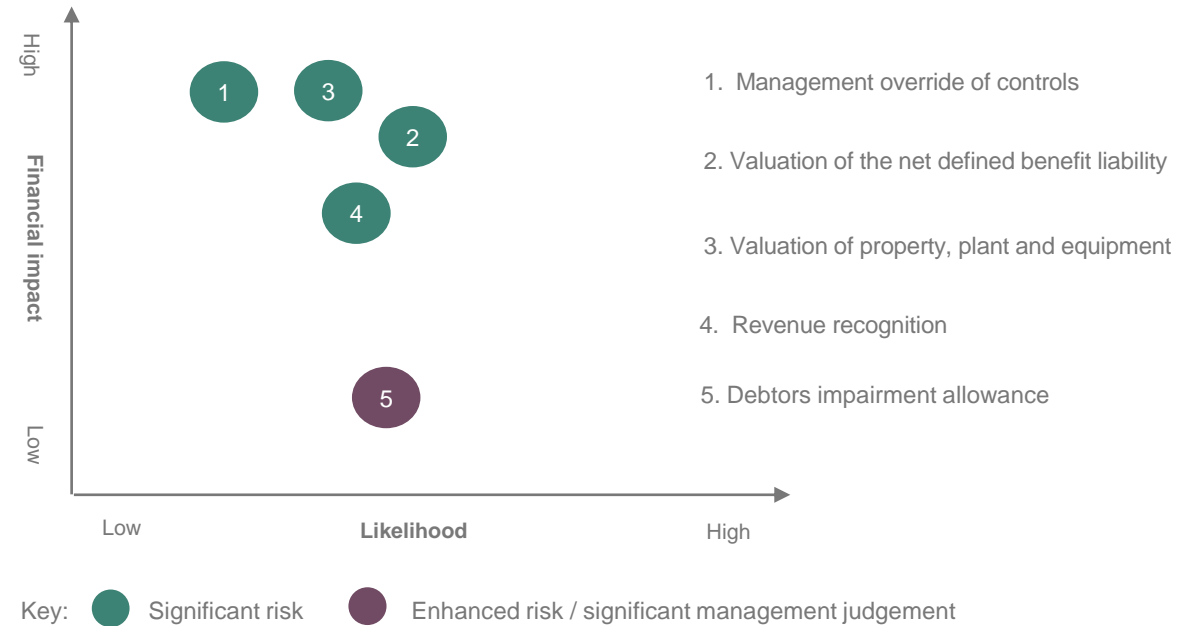 High
Financial impact
Low
1
3
2
4
5
Low
Likelihood
High
1. Management override of controls
2. Valuation of the net defined benefit liability
3. Valuation of property, plant and equipment
4. Revenue recognition
5. Debtors impairment allowance
Key:
Significant risk
Enhanced risk / significant management judgement